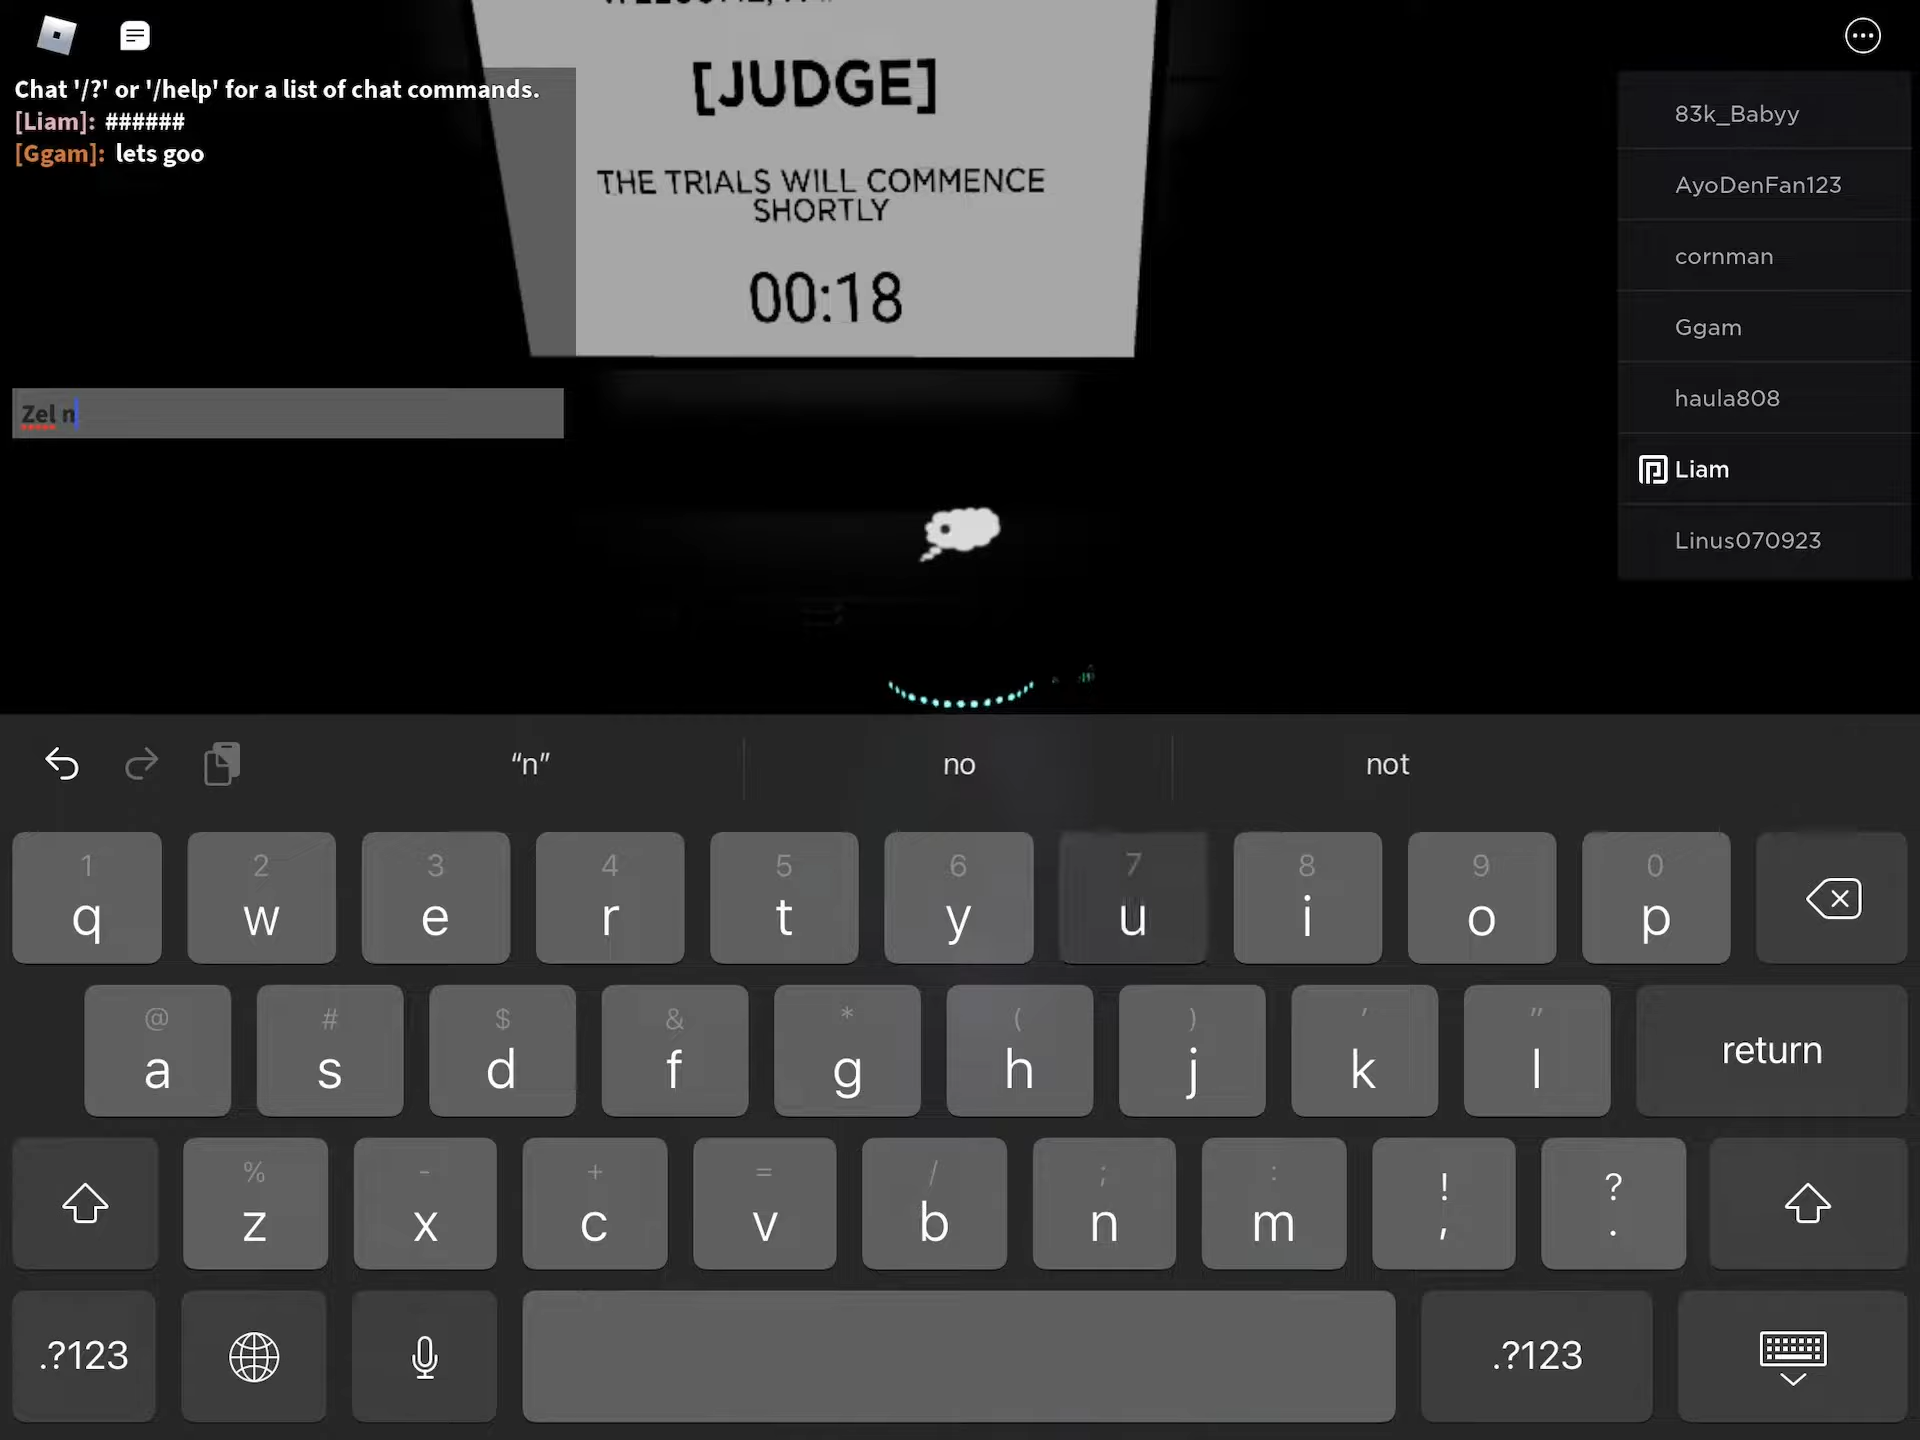 [JUDGE]
THE TRIALS WILL COMMENCE
SHORTLY
00:18
Chat '/?' or '/help' for a list of chat commands.
[Liam]: ######
[Ggam]: lets goo
Zel n
83k_Babyy
AyoDenFan123
cornman
Ggam
haula808
Liam
Linus070923
“n” no not
1 2 3 4 5 6 7 8 9 0
q w e r t y u i o p
@ # $ & * ( ) ' "
a s d f g h j k l return
% - + = / ; : ! ?
z x c v b n m , .
.?123 .?123